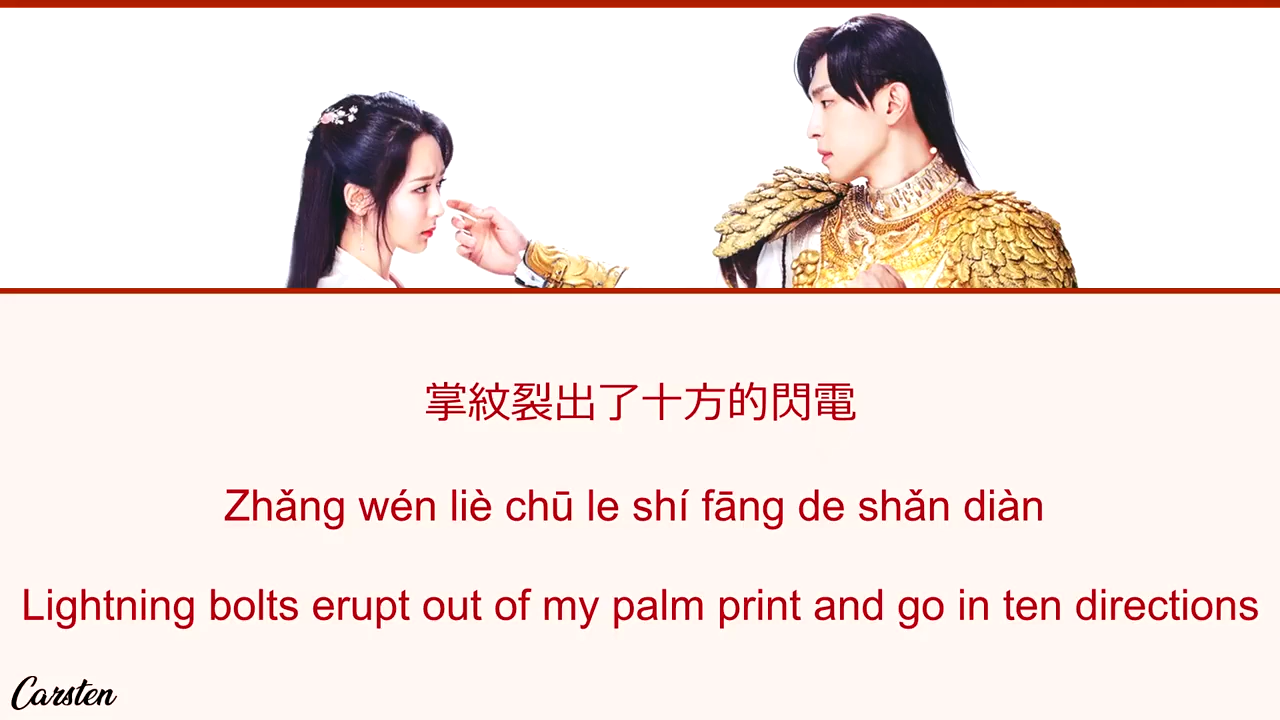 掌紋裂出了十方的閃電
Zhǎng wén liè chū le shí fāng de shǎn diàn
Lightning bolts erupt out of my palm print and go in ten directions
Carsten